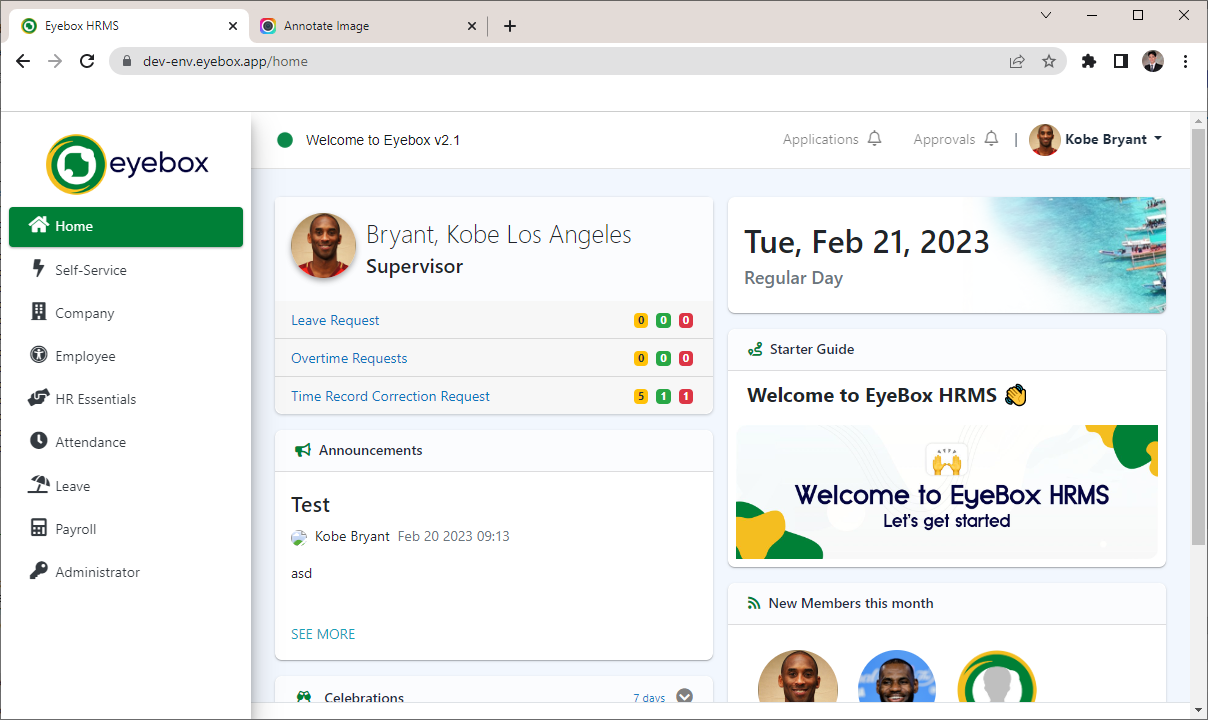 Eyebox HRMS
Annotate Image
dev-env.eyebox.app/home
eyebox
Welcome to Eyebox v2.1
Applications
Approvals
|
Kobe Bryant
Home
Self-Service
Company
Employee
HR Essentials
Attendance
Leave
Payroll
Administrator
Bryant, Kobe Los Angeles
Supervisor
Leave Request 0 0 0
Overtime Requests 0 0 0
Time Record Correction Request 5 1 1
Announcements
Test
Kobe Bryant Feb 20 2023 09:13
asd
SEE MORE
Celebrations 7 days
Tue, Feb 21, 2023
Regular Day
Starter Guide
Welcome to EyeBox HRMS 👋
Welcome to EyeBox HRMS
Let's get started
New Members this month